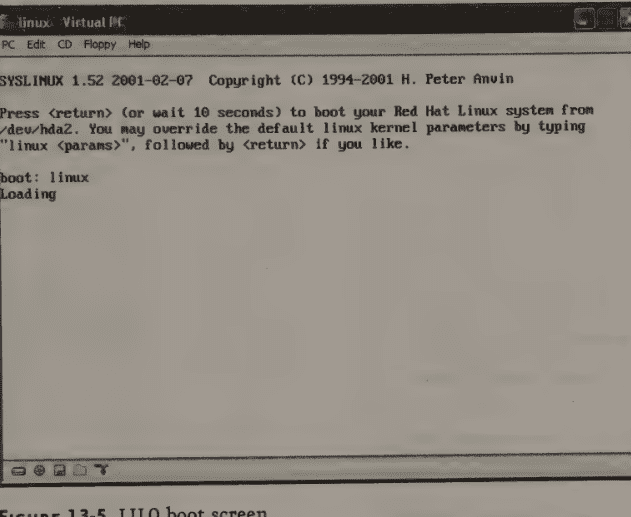 linux Virtual PC
PC Edit CD Floppy Help
SYSLINUX 1.52 2001-02-07 Copyright (C) 1994-2001 H. Peter Anvin
Press <return> (or wait 10 seconds) to boot your Red Hat Linux system from
/dev/hda2. You may override the default linux kernel parameters by typing
"linux <params>", followed by <return> if you like.
boot: linux
Loading
FIGURE 13-5 LILO boot screen